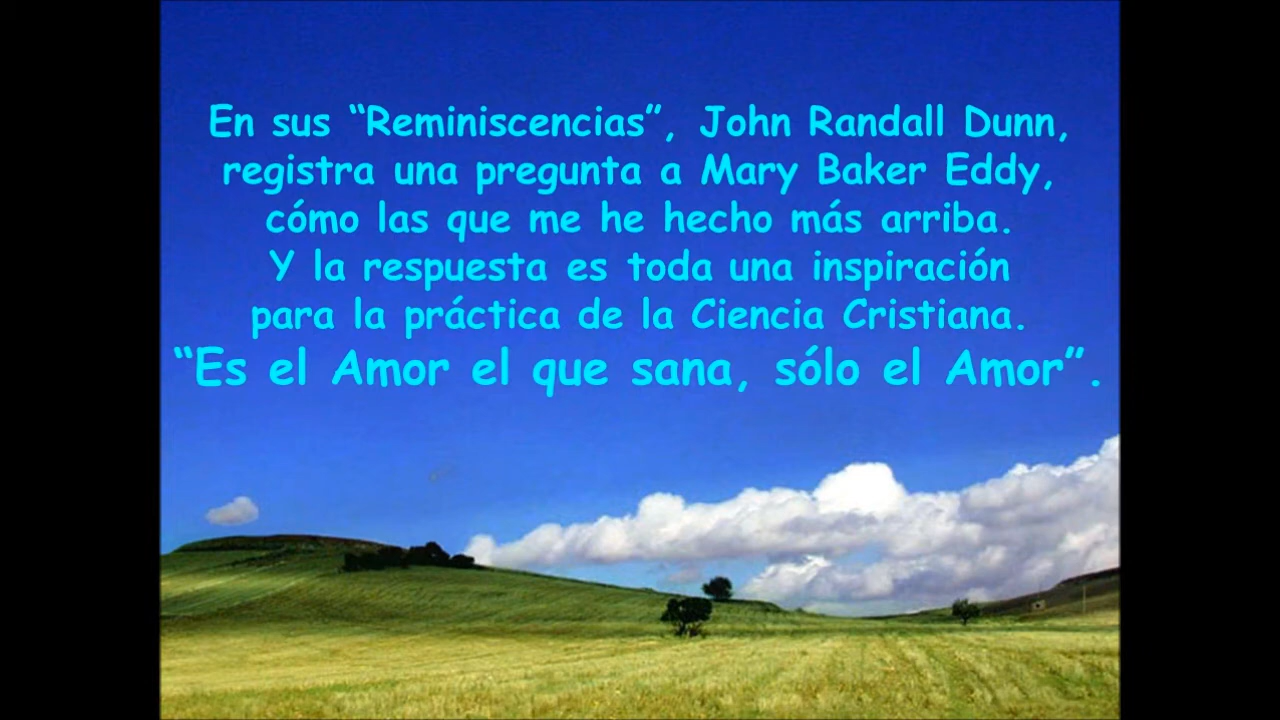 En sus “Reminiscencias”, John Randall Dunn,
registra una pregunta a Mary Baker Eddy,
cómo las que me he hecho más arriba.
Y la respuesta es toda una inspiración
para la práctica de la Ciencia Cristiana.
“Es el Amor el que sana, sólo el Amor”.